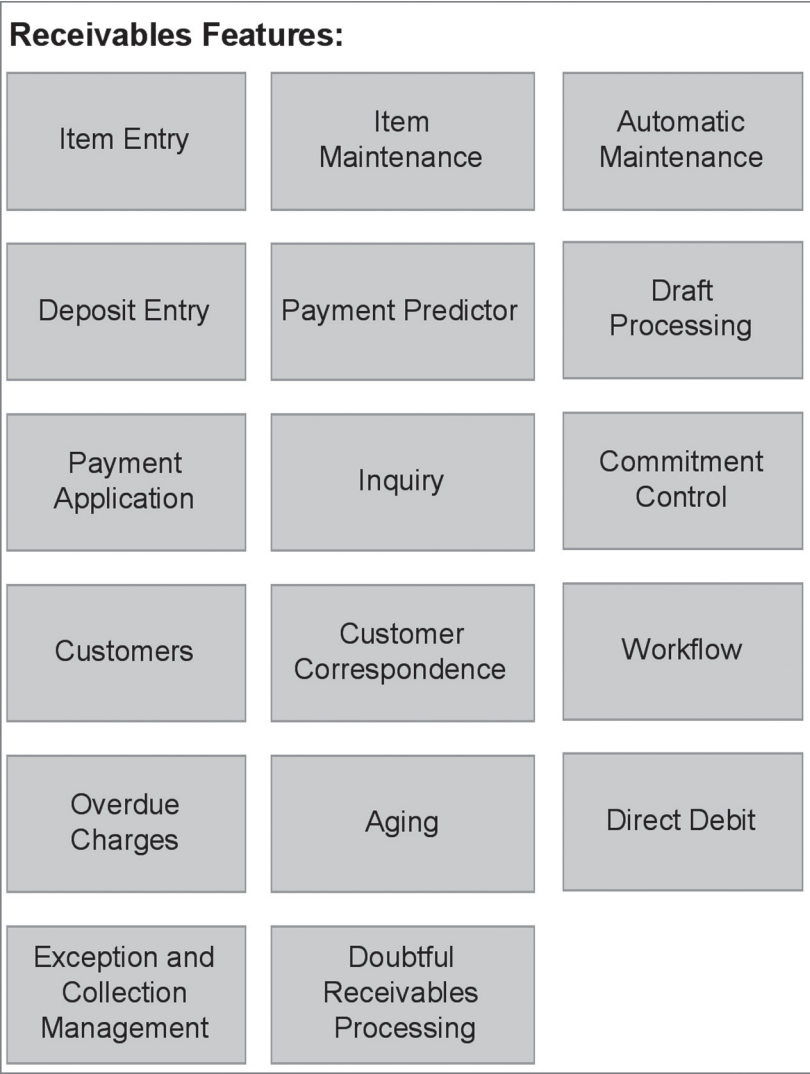 Receivables Features:
Item Entry
Item
Maintenance
Automatic
Maintenance
Deposit Entry
Payment Predictor
Draft
Processing
Payment
Application
Inquiry
Commitment
Control
Customers
Customer
Correspondence
Workflow
Overdue
Charges
Aging
Direct Debit
Exception and
Collection
Management
Doubtful
Receivables
Processing